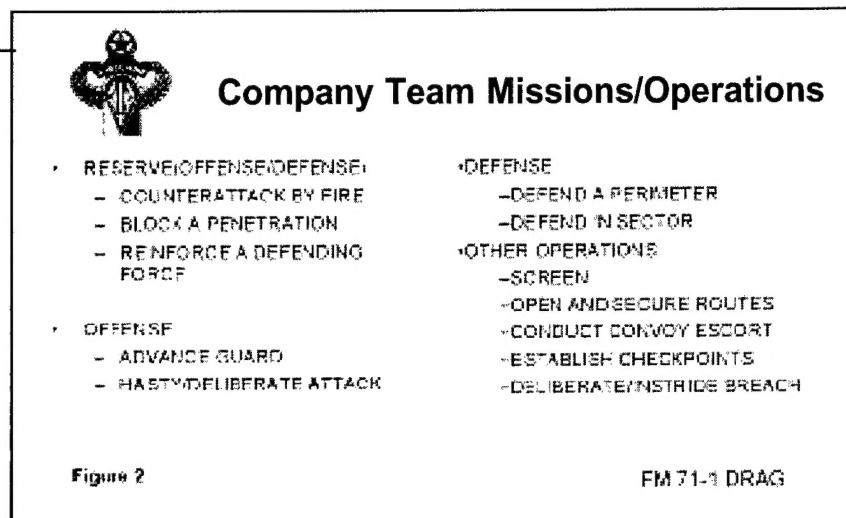 Company Team Missions/Operations
• RESERVE(OFFENSE/DEFENSE)
– COUNTERATTACK BY FIRE
– BLOCK A PENETRATION
– REINFORCE A DEFENDING
FORCE
• OFFENSE
– ADVANCE GUARD
– HASTY/DELIBERATE ATTACK
•DEFENSE
–DEFEND A PERIMETER
–DEFEND IN SECTOR
•OTHER OPERATIONS
–SCREEN
–OPEN AND SECURE ROUTES
–CONDUCT CONVOY ESCORT
–ESTABLISH CHECKPOINTS
–DELIBERATE/INSTRIDE BREACH
Figure 2
FM 71-1 DRAG